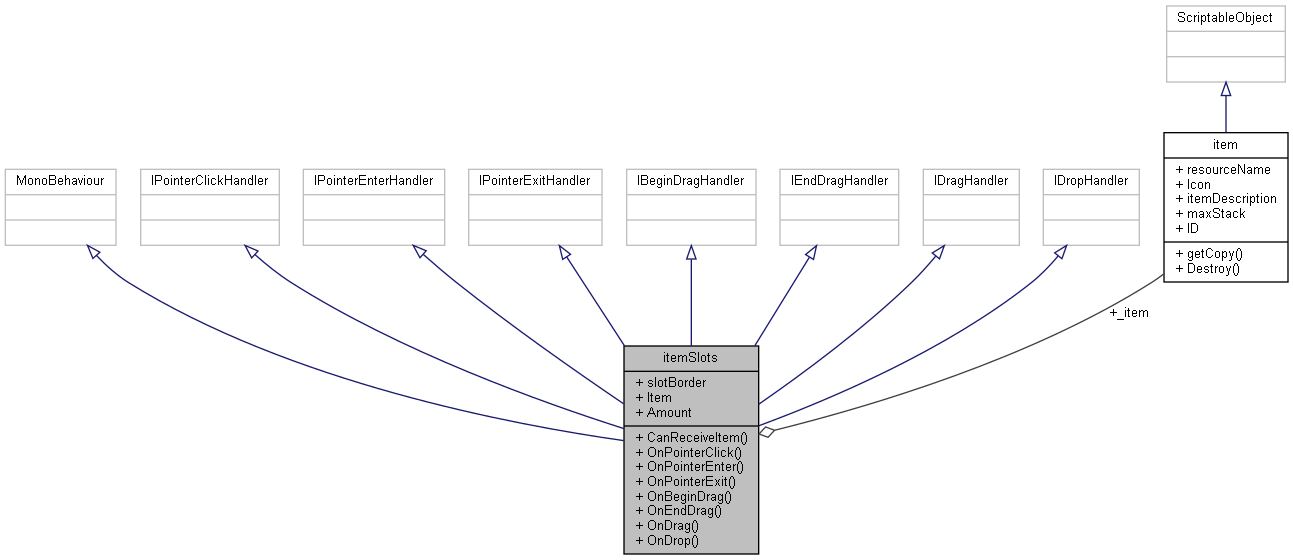 ScriptableObject
item
+ resourceName
+ Icon
+ itemDescription
+ maxStack
+ ID
+ getCopy()
+ Destroy()
MonoBehaviour
IPointerClickHandler
IPointerEnterHandler
IPointerExitHandler
IBeginDragHandler
IEndDragHandler
IDragHandler
IDropHandler
+_item
itemSlots
+ slotBorder
+ Item
+ Amount
+ CanReceiveItem()
+ OnPointerClick()
+ OnPointerEnter()
+ OnPointerExit()
+ OnBeginDrag()
+ OnEndDrag()
+ OnDrag()
+ OnDrop()